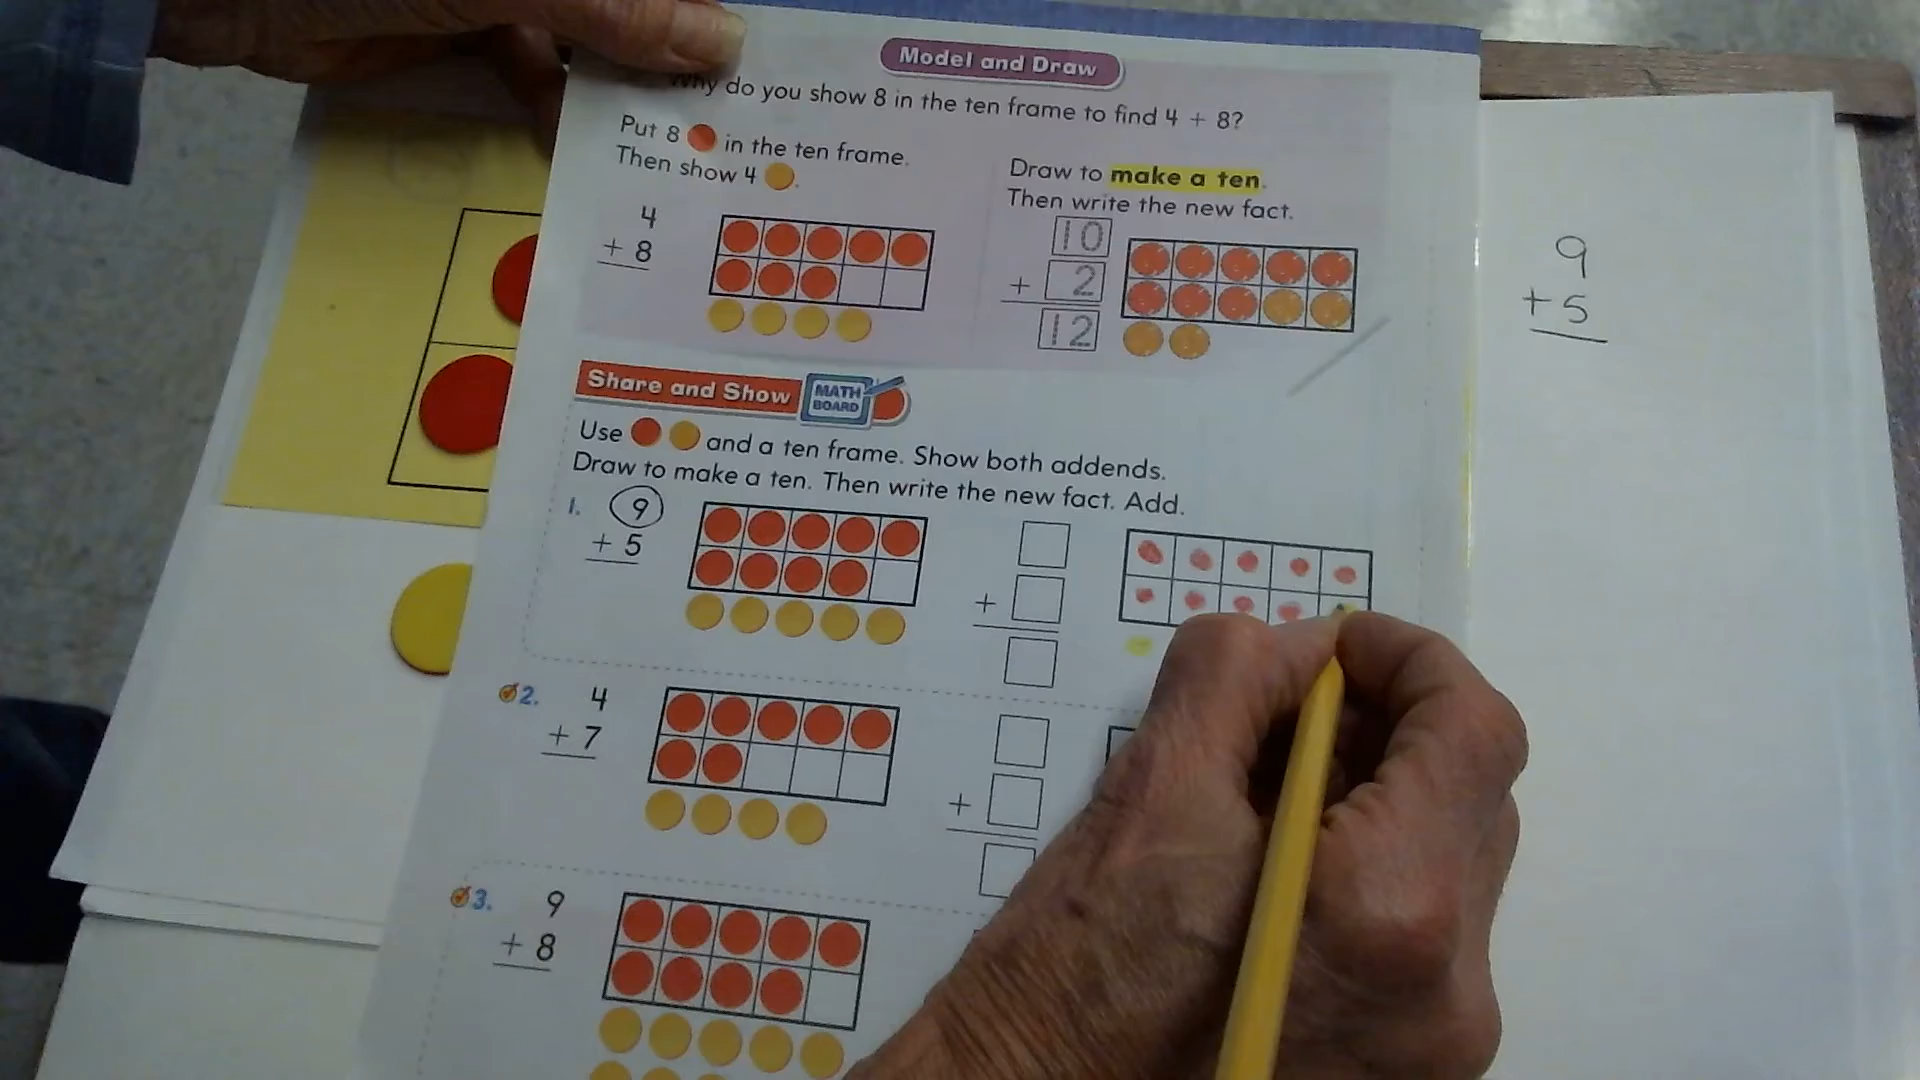 Model and Draw
Why do you show 8 in the ten frame to find 4 + 8?
Put 8 in the ten frame.
Then show 4 .
4
+ 8
Draw to make a ten.
Then write the new fact.
10
+ 2
12
9
+5
Share and Show
MATH
BOARD
Use and a ten frame. Show both addends.
Draw to make a ten. Then write the new fact. Add.
1. 9
+ 5
+
2. 4
+ 7
+
3. 9
+ 8